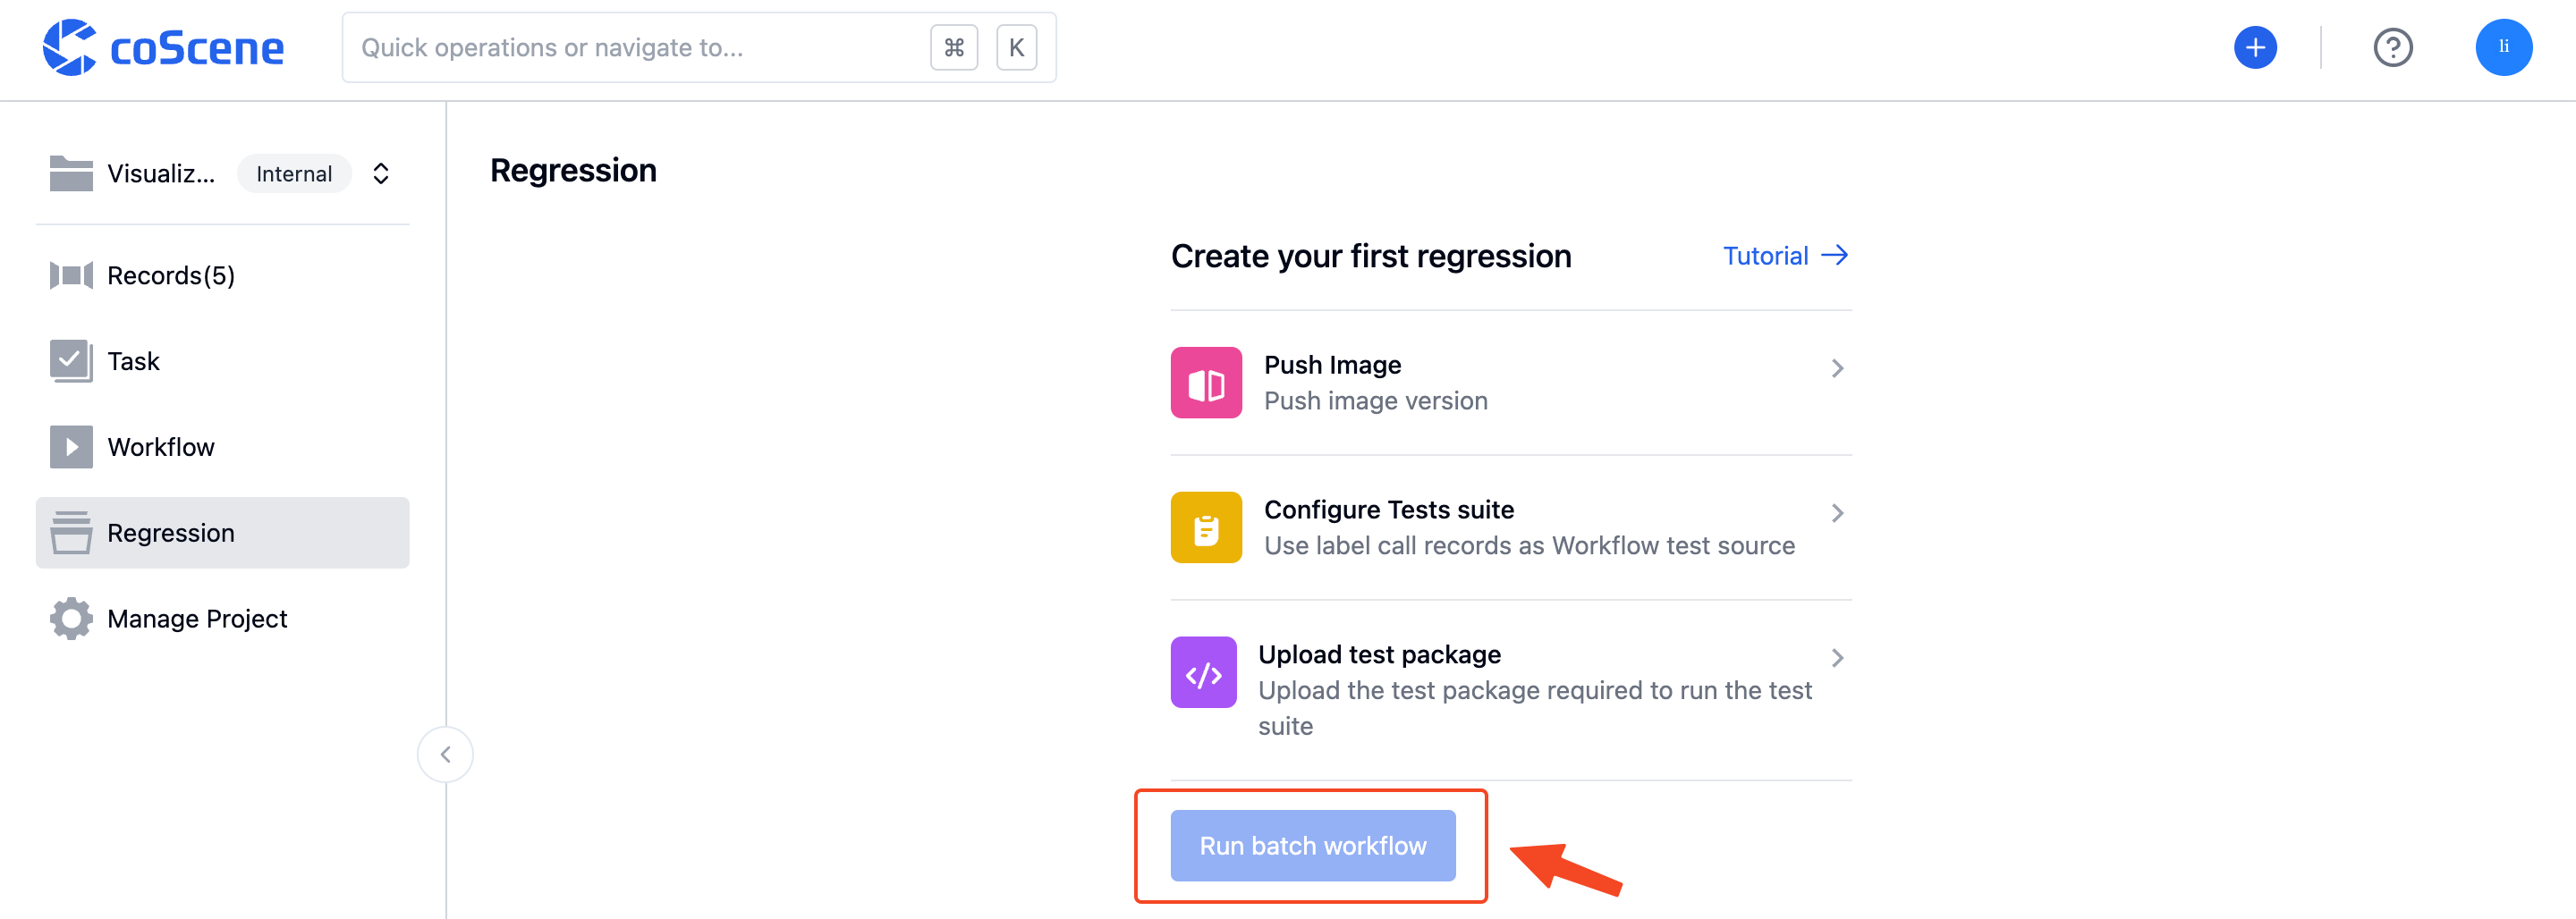 coScene
Quick operations or navigate to...
⌘ K
li
Visualiz... Internal
Records(5)
Task
Workflow
Regression
Manage Project
Regression
Create your first regression
Tutorial →
Push Image
Push image version
Configure Tests suite
Use label call records as Workflow test source
Upload test package
Upload the test package required to run the test
suite
Run batch workflow